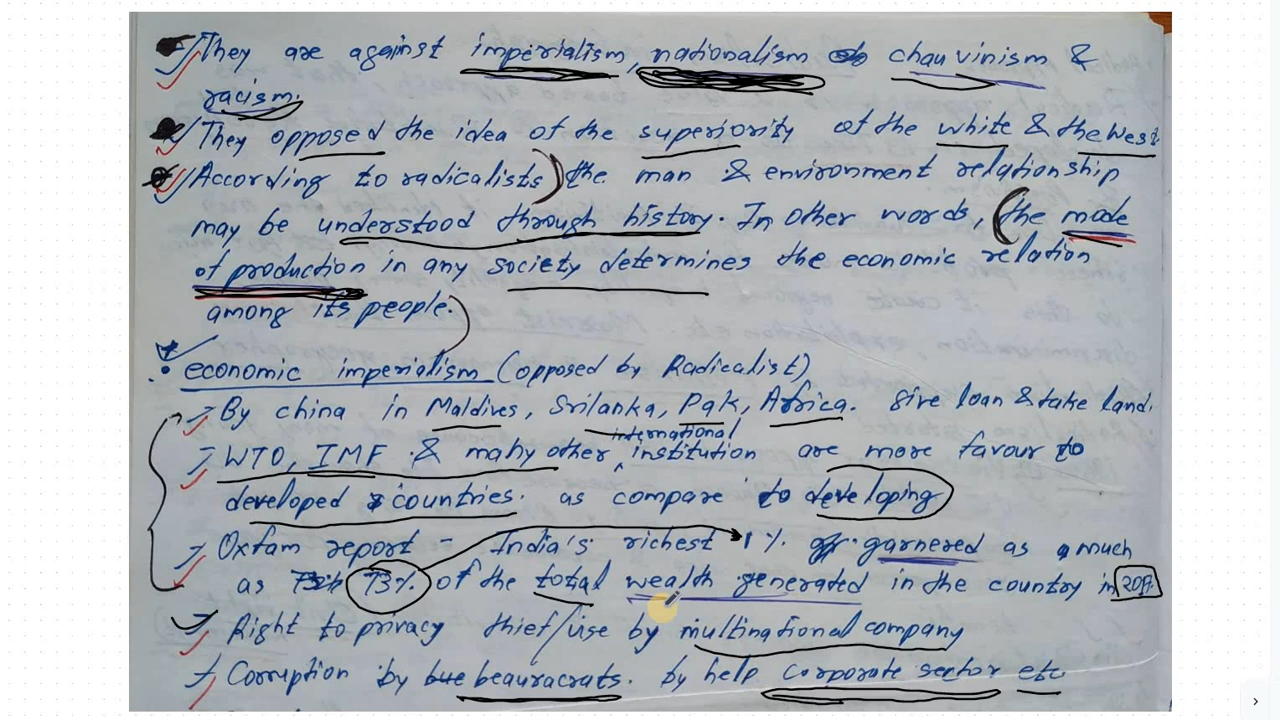 They are against imperialism, nationalism chauvinism &
racism.
They opposed the idea of the superiority of the white & the West.
According to radicalists) the man & environment relationship
may be understood through history. In other words, (the mode
of production in any society determines the economic relation
among its people.)
economic imperialism (opposed by Radicalist)
By china in Maldives, Srilanka, Pak, Africa. Give loan & take land.
international
WTO, IMF & many other institution are more favour to
developed countries. as compare to developing
Oxfam report - India's richest 1%. garnered as much
as 73% of the total wealth generated in the country in 2017.
Right to privacy thief/use by multinational company
Corruption by beauracrats. by help corporate sector etc